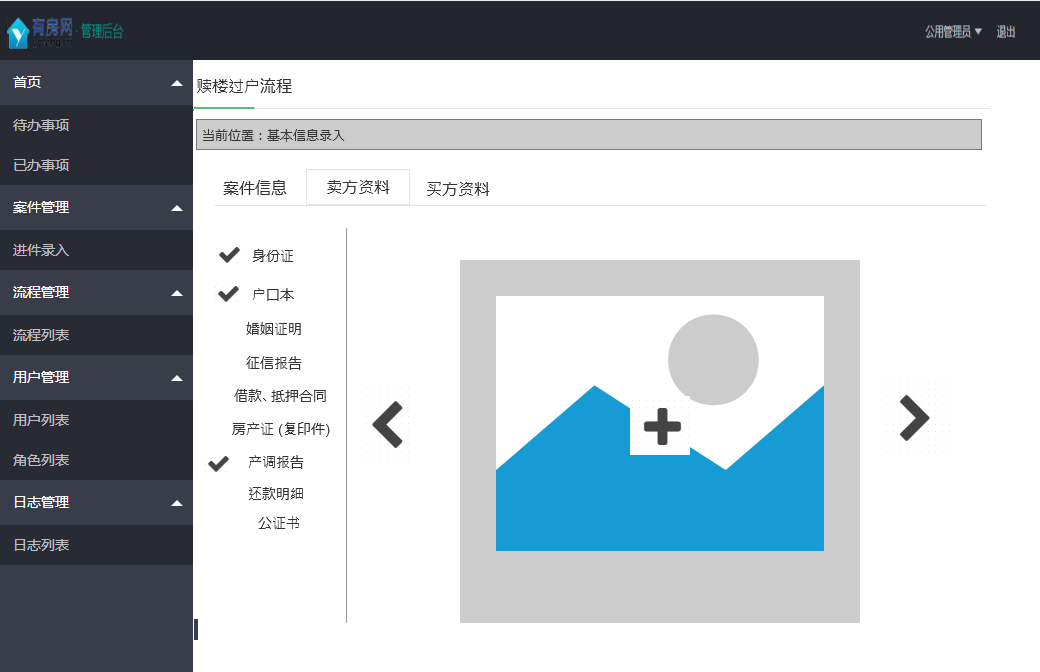 有房网·管理后台
公用管理员 退出
首页
待办事项
已办事项
案件管理
进件录入
流程管理
流程列表
用户管理
用户列表
角色列表
日志管理
日志列表
赎楼过户流程
当前位置：基本信息录入
案件信息 卖方资料 买方资料
身份证
户口本
婚姻证明
征信报告
借款、抵押合同
房产证 (复印件)
产调报告
还款明细
公证书